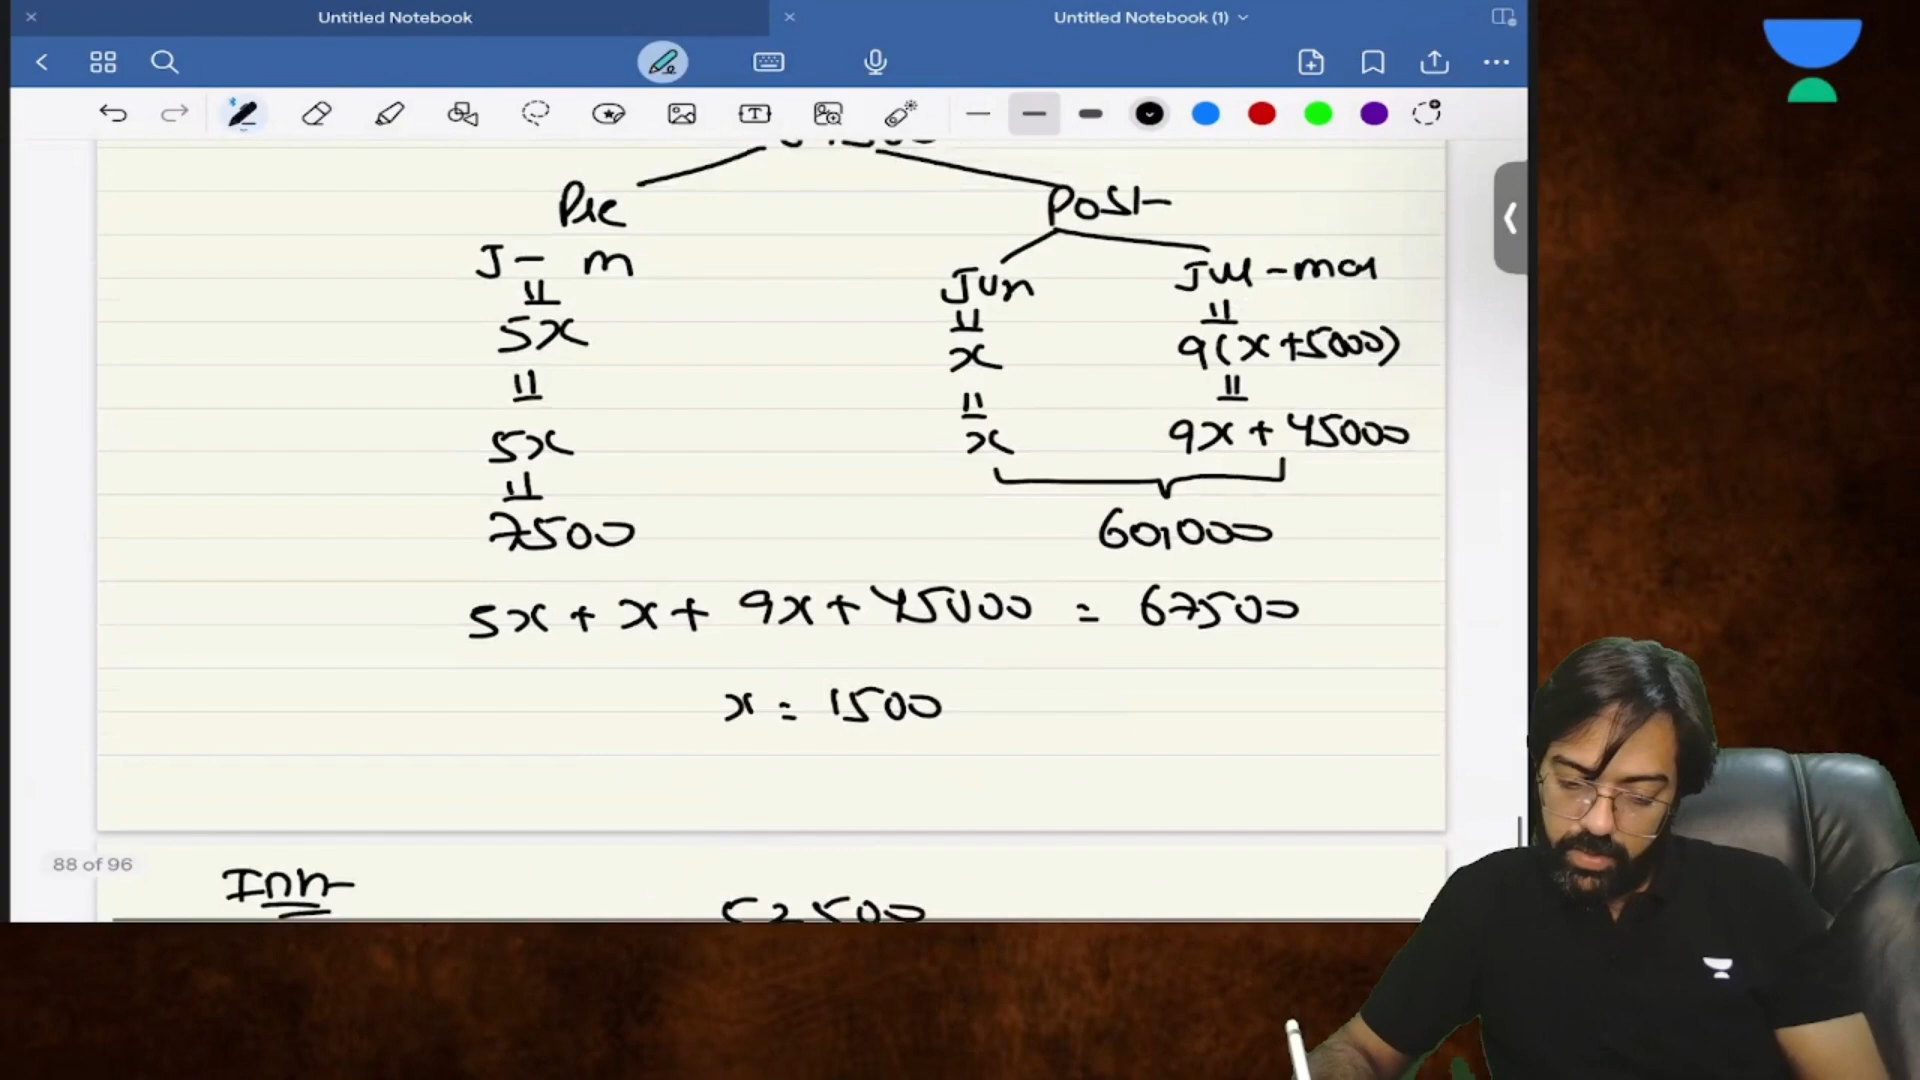 Untitled Notebook
Untitled Notebook (1)
T
Pre Post
J - m Jun Jul - mar
5x x 9(x+5000)
5x x 9x + 45000
7500 60,000
5x + x + 9x + 45000 = 67500
x = 1500
88 of 96
52500